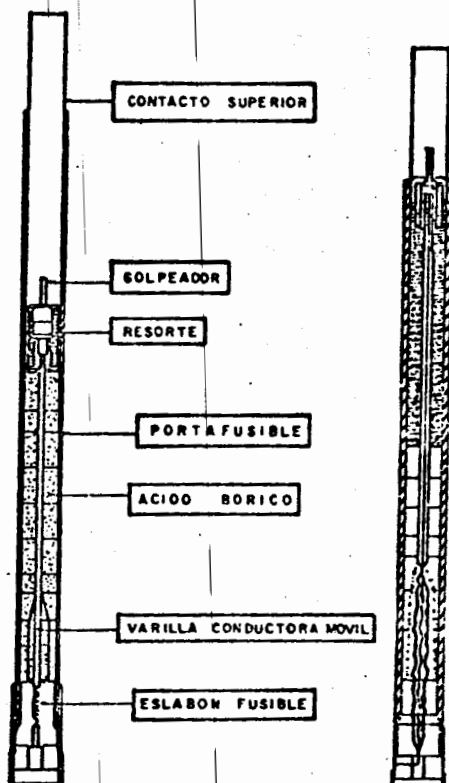 CONTACTO SUPERIOR
GOLPEADOR
RESORTE
PORTAFUSIBLE
ACIDO BORICO
VARILLA CONDUCTORA MOVIL
ESLABON FUSIBLE